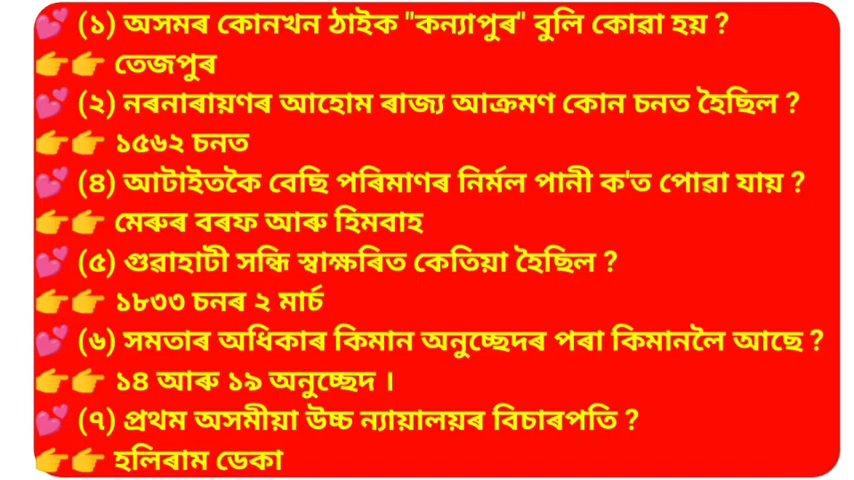 💕 (১) অসমৰ কোনখন ঠাইক "কন্যাপুৰ" বুলি কোৱা হয় ?
👉👉 তেজপুৰ
💕 (২) নৰনাৰায়ণৰ আহোম ৰাজ্য আক্ৰমণ কোন চনত হৈছিল ?
👉👉 ১৫৬২ চনত
💕 (৪) আটাইতকৈ বেছি পৰিমাণৰ নিৰ্মল পানী ক'ত পোৱা যায় ?
👉👉 মেৰুৰ বৰফ আৰু হিমবাহ
💕 (৫) গুৱাহাটী সন্ধি স্বাক্ষৰিত কেতিয়া হৈছিল ?
👉👉 ১৮৩৩ চনৰ ২ মাৰ্চ
💕 (৬) সমতাৰ অধিকাৰ কিমান অনুচ্ছেদৰ পৰা কিমানলৈ আছে ?
👉👉 ১৪ আৰু ১৯ অনুচ্ছেদ ।
💕 (৭) প্ৰথম অসমীয়া উচ্চ ন্যায়ালয়ৰ বিচাৰপতি ?
👉👉 হলিৰাম ডেকা